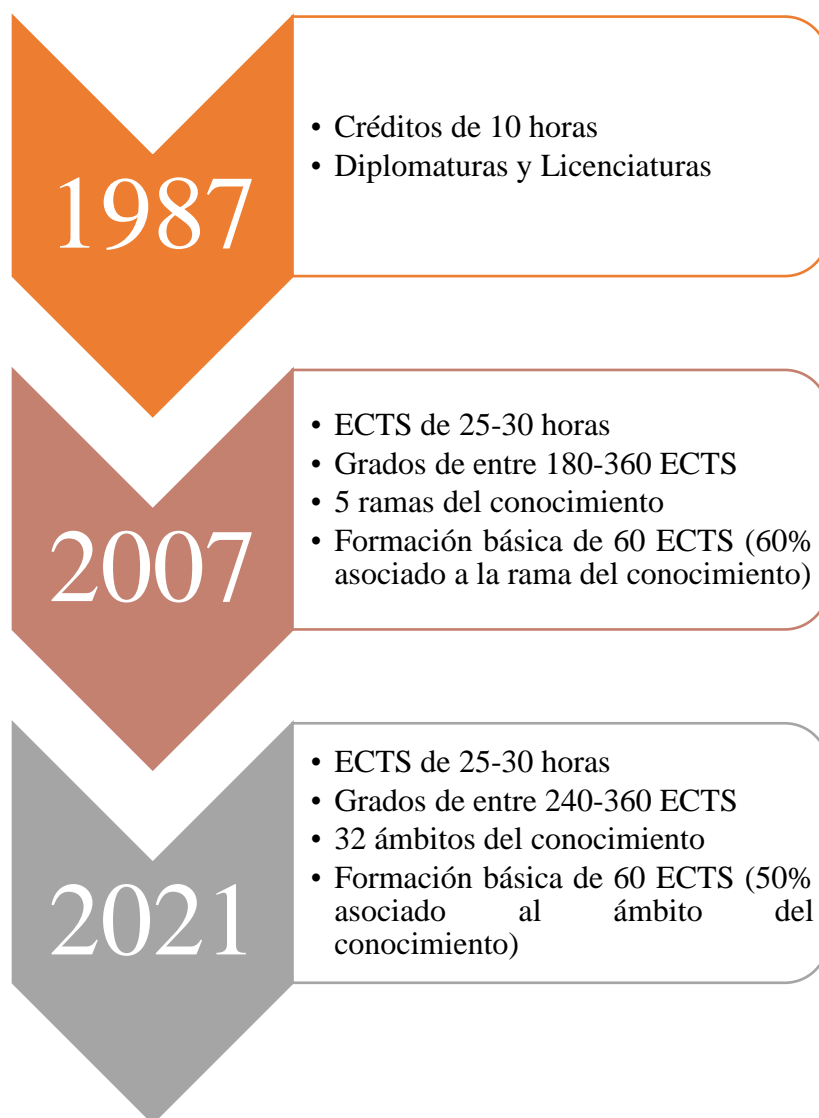 1987
• Créditos de 10 horas
• Diplomaturas y Licenciaturas
2007
• ECTS de 25-30 horas
• Grados de entre 180-360 ECTS
• 5 ramas del conocimiento
• Formación básica de 60 ECTS (60%
asociado a la rama del conocimiento)
2021
• ECTS de 25-30 horas
• Grados de entre 240-360 ECTS
• 32 ámbitos del conocimiento
• Formación básica de 60 ECTS (50%
asociado al ámbito del
conocimiento)